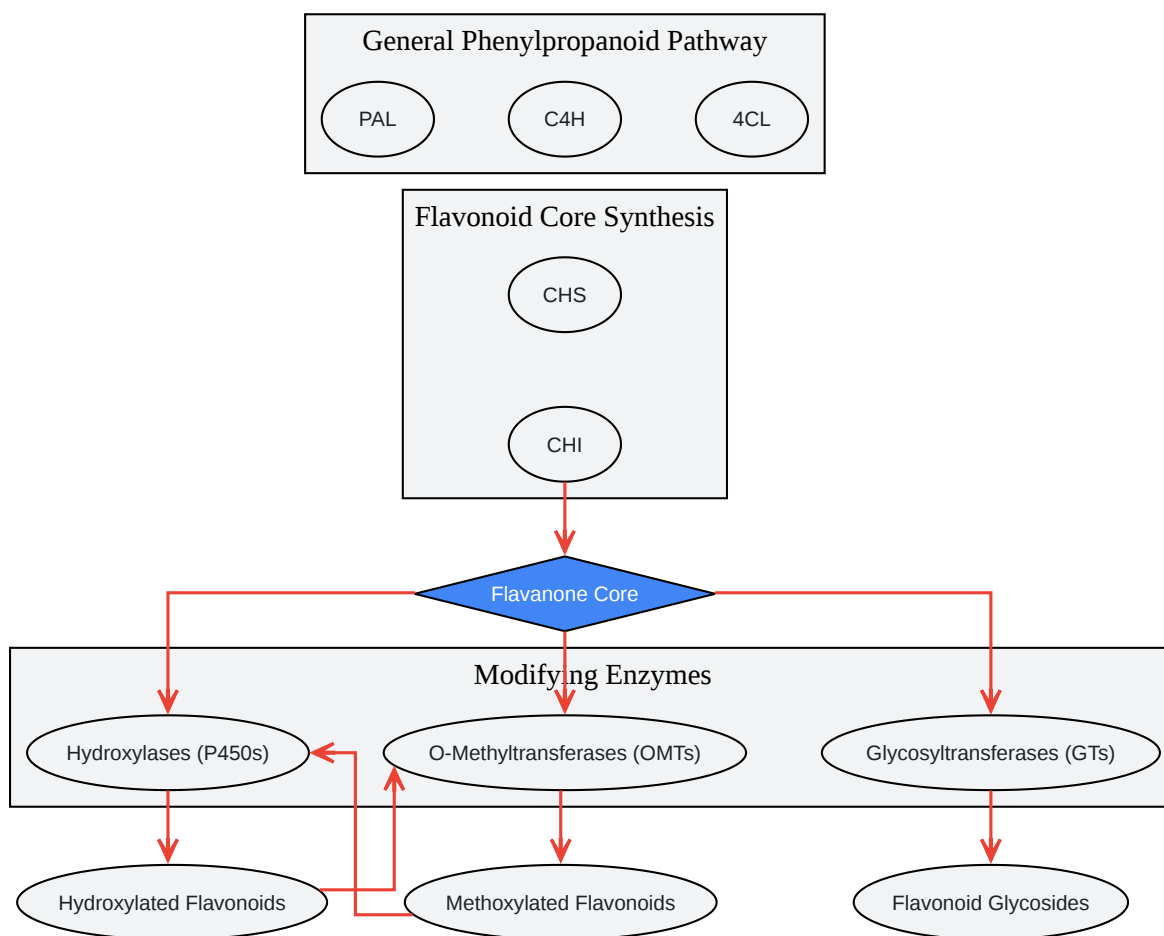 General Phenylpropanoid Pathway
PAL
C4H
4CL
Flavonoid Core Synthesis
CHS
CHI
Flavanone Core
Modifying Enzymes
Hydroxylases (P450s)
O-Methyltransferases (OMTs)
Glycosyltransferases (GTs)
Hydroxylated Flavonoids
Methoxylated Flavonoids
Flavonoid Glycosides